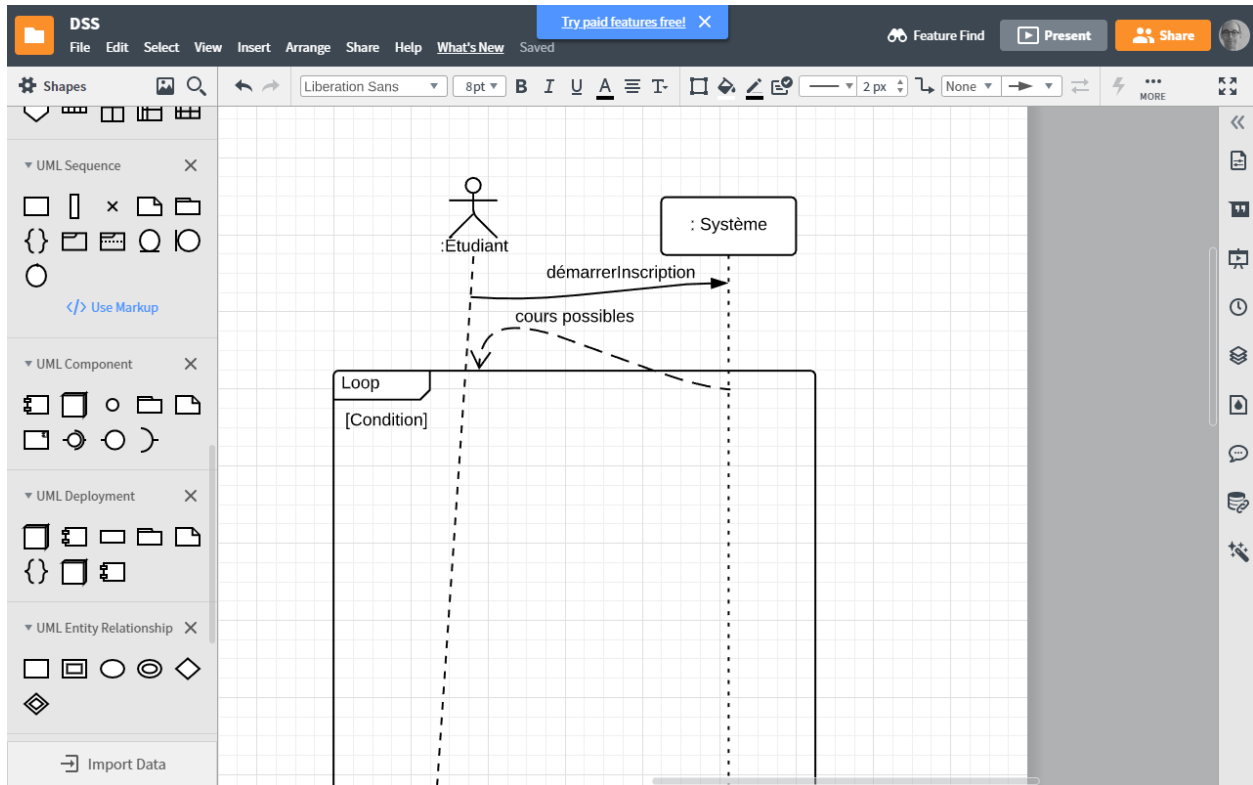 DSS
Try paid features free!
File Edit Select View Insert Arrange Share Help What's New Saved
Feature Find
Present
Share
Shapes
Liberation Sans
8pt
B I U A T
2 px
None
MORE
UML Sequence
Use Markup
UML Component
UML Deployment
UML Entity Relationship
Import Data
:Etudiant
: Système
démarrerInscription
cours possibles
Loop
[Condition]